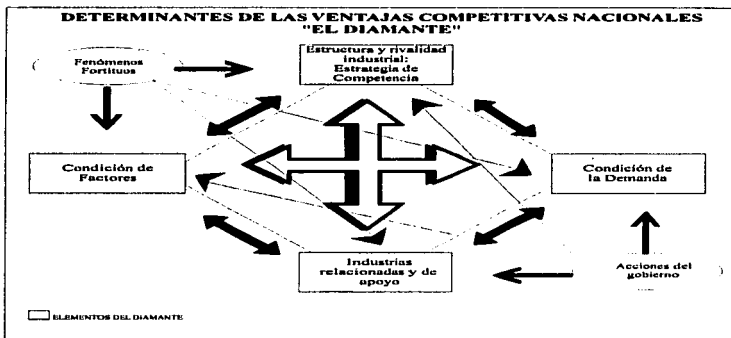 DETERMINANTES DE LAS VENTAJAS COMPETITIVAS NACIONALES
"EL DIAMANTE"
Fenómenos
Fortituos
Estructura y rivalidad
industrial:
Estrategia de
Competencia
Condición de
Factores
Condición de
la Demanda
Industrias
relacionadas y de
apoyo
Acciones del
gobierno
ELEMENTOS DEL DIAMANTE